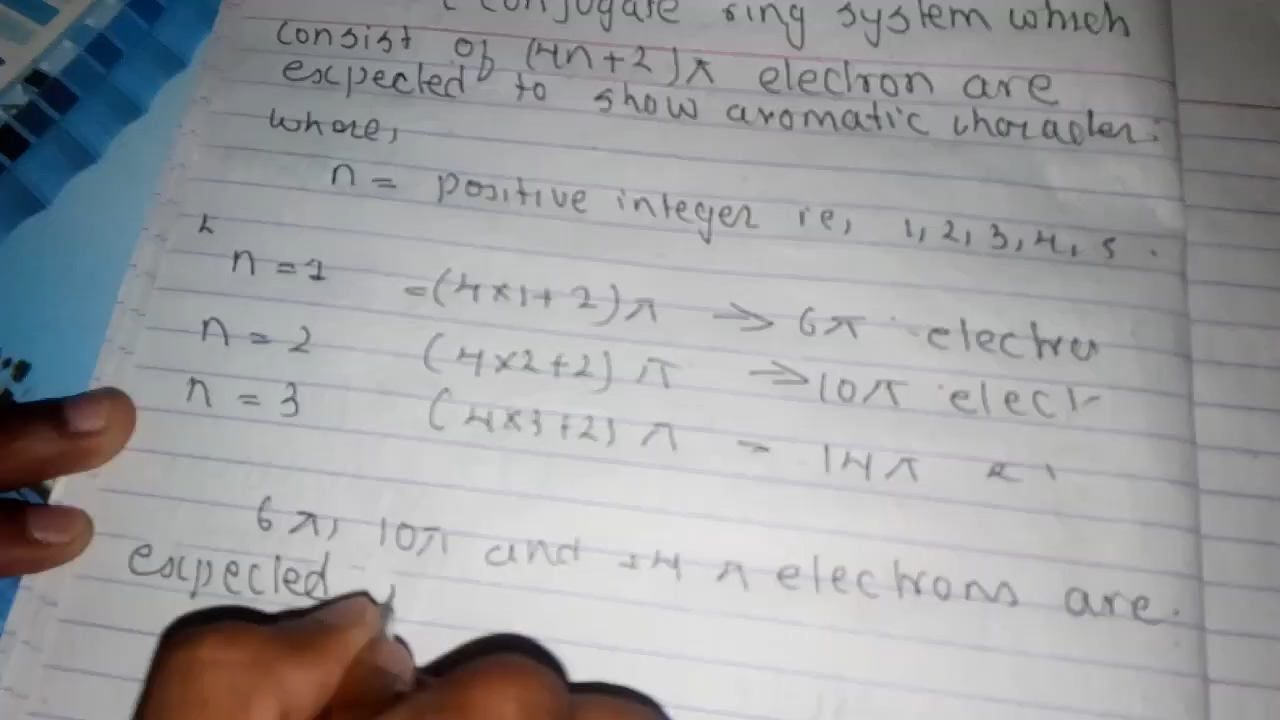 conjugate ring system which
consist of (4n+2)π electron are
expected to show aromatic character.
where,
n = positive integer ie, 1, 2, 3, 4, 5.
n = 1 =(4×1+2)π → 6π electro
n = 2 (4×2+2) π → 10π elect
n = 3 (4×3+2) π - 14π
6π, 10π and 14 π electrons are.
expected